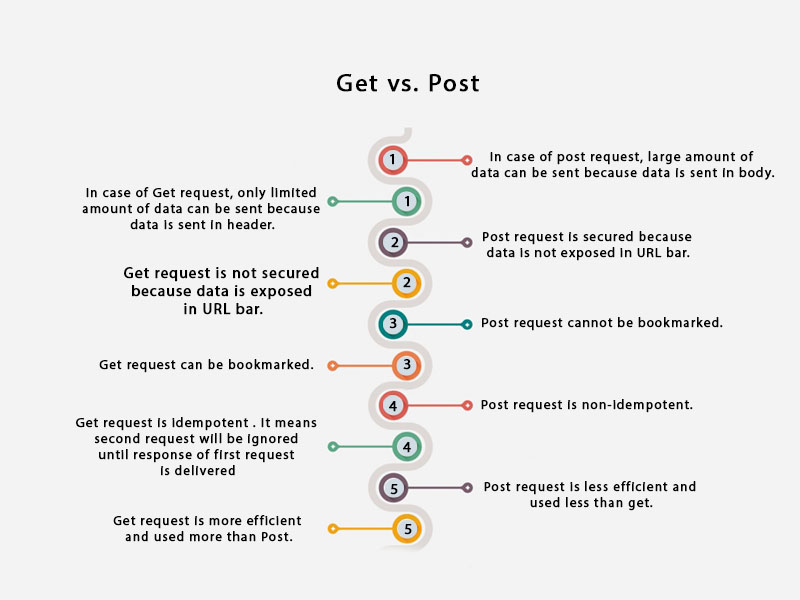 Get vs. Post
1
In case of post request, large amount of
data can be sent because data is sent in body.
In case of Get request, only limited
amount of data can be sent because
data is sent in header.
1
2
Post request is secured because
data is not exposed in URL bar.
Get request is not secured
because data is exposed
in URL bar.
2
3
Post request cannot be bookmarked.
Get request can be bookmarked.
3
4
Post request is non-idempotent.
Get request is idempotent . It means
second request will be ignored
until response of first request
is delivered
4
5
Post request is less efficient and
used less than get.
Get request is more efficient
and used more than Post.
5